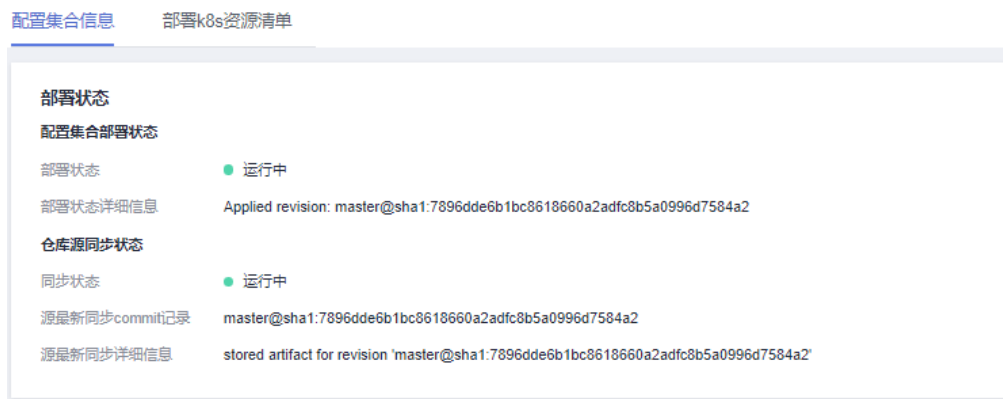 配置集合信息 部署k8s资源清单
部署状态
配置集合部署状态
部署状态 运行中
部署状态详细信息 Applied revision: master@sha1:7896dde6b1bc8618660a2adfc8b5a0996d7584a2
仓库源同步状态
同步状态 运行中
源最新同步commit记录 master@sha1:7896dde6b1bc8618660a2adfc8b5a0996d7584a2
源最新同步详细信息 stored artifact for revision 'master@sha1:7896dde6b1bc8618660a2adfc8b5a0996d7584a2'